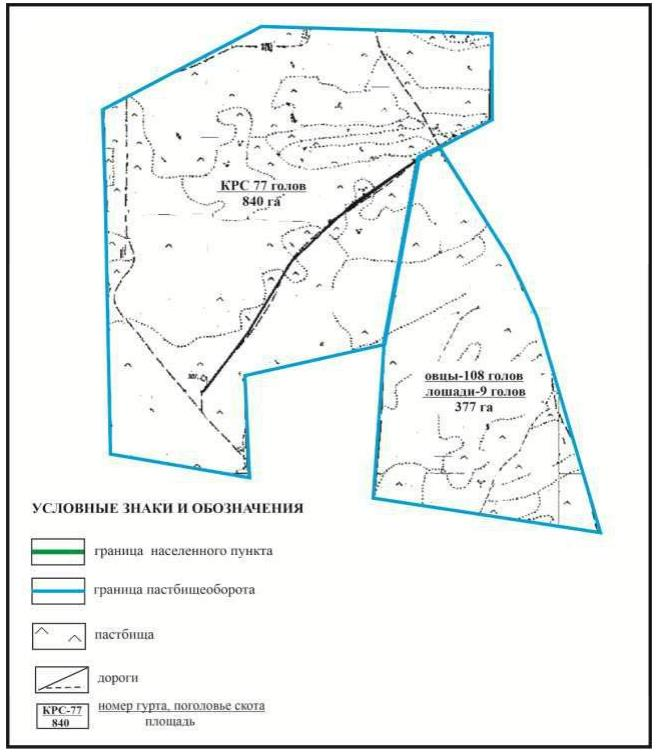 КРС 77 голов
840 га
овцы-108 голов
лошади-9 голов
377 га
УСЛОВНЫЕ ЗНАКИ И ОБОЗНАЧЕНИЯ
граница населенного пункта
граница пастбищеоборота
пастбища
дороги
КРС-77
840
номер гурта, поголовье скота
площадь